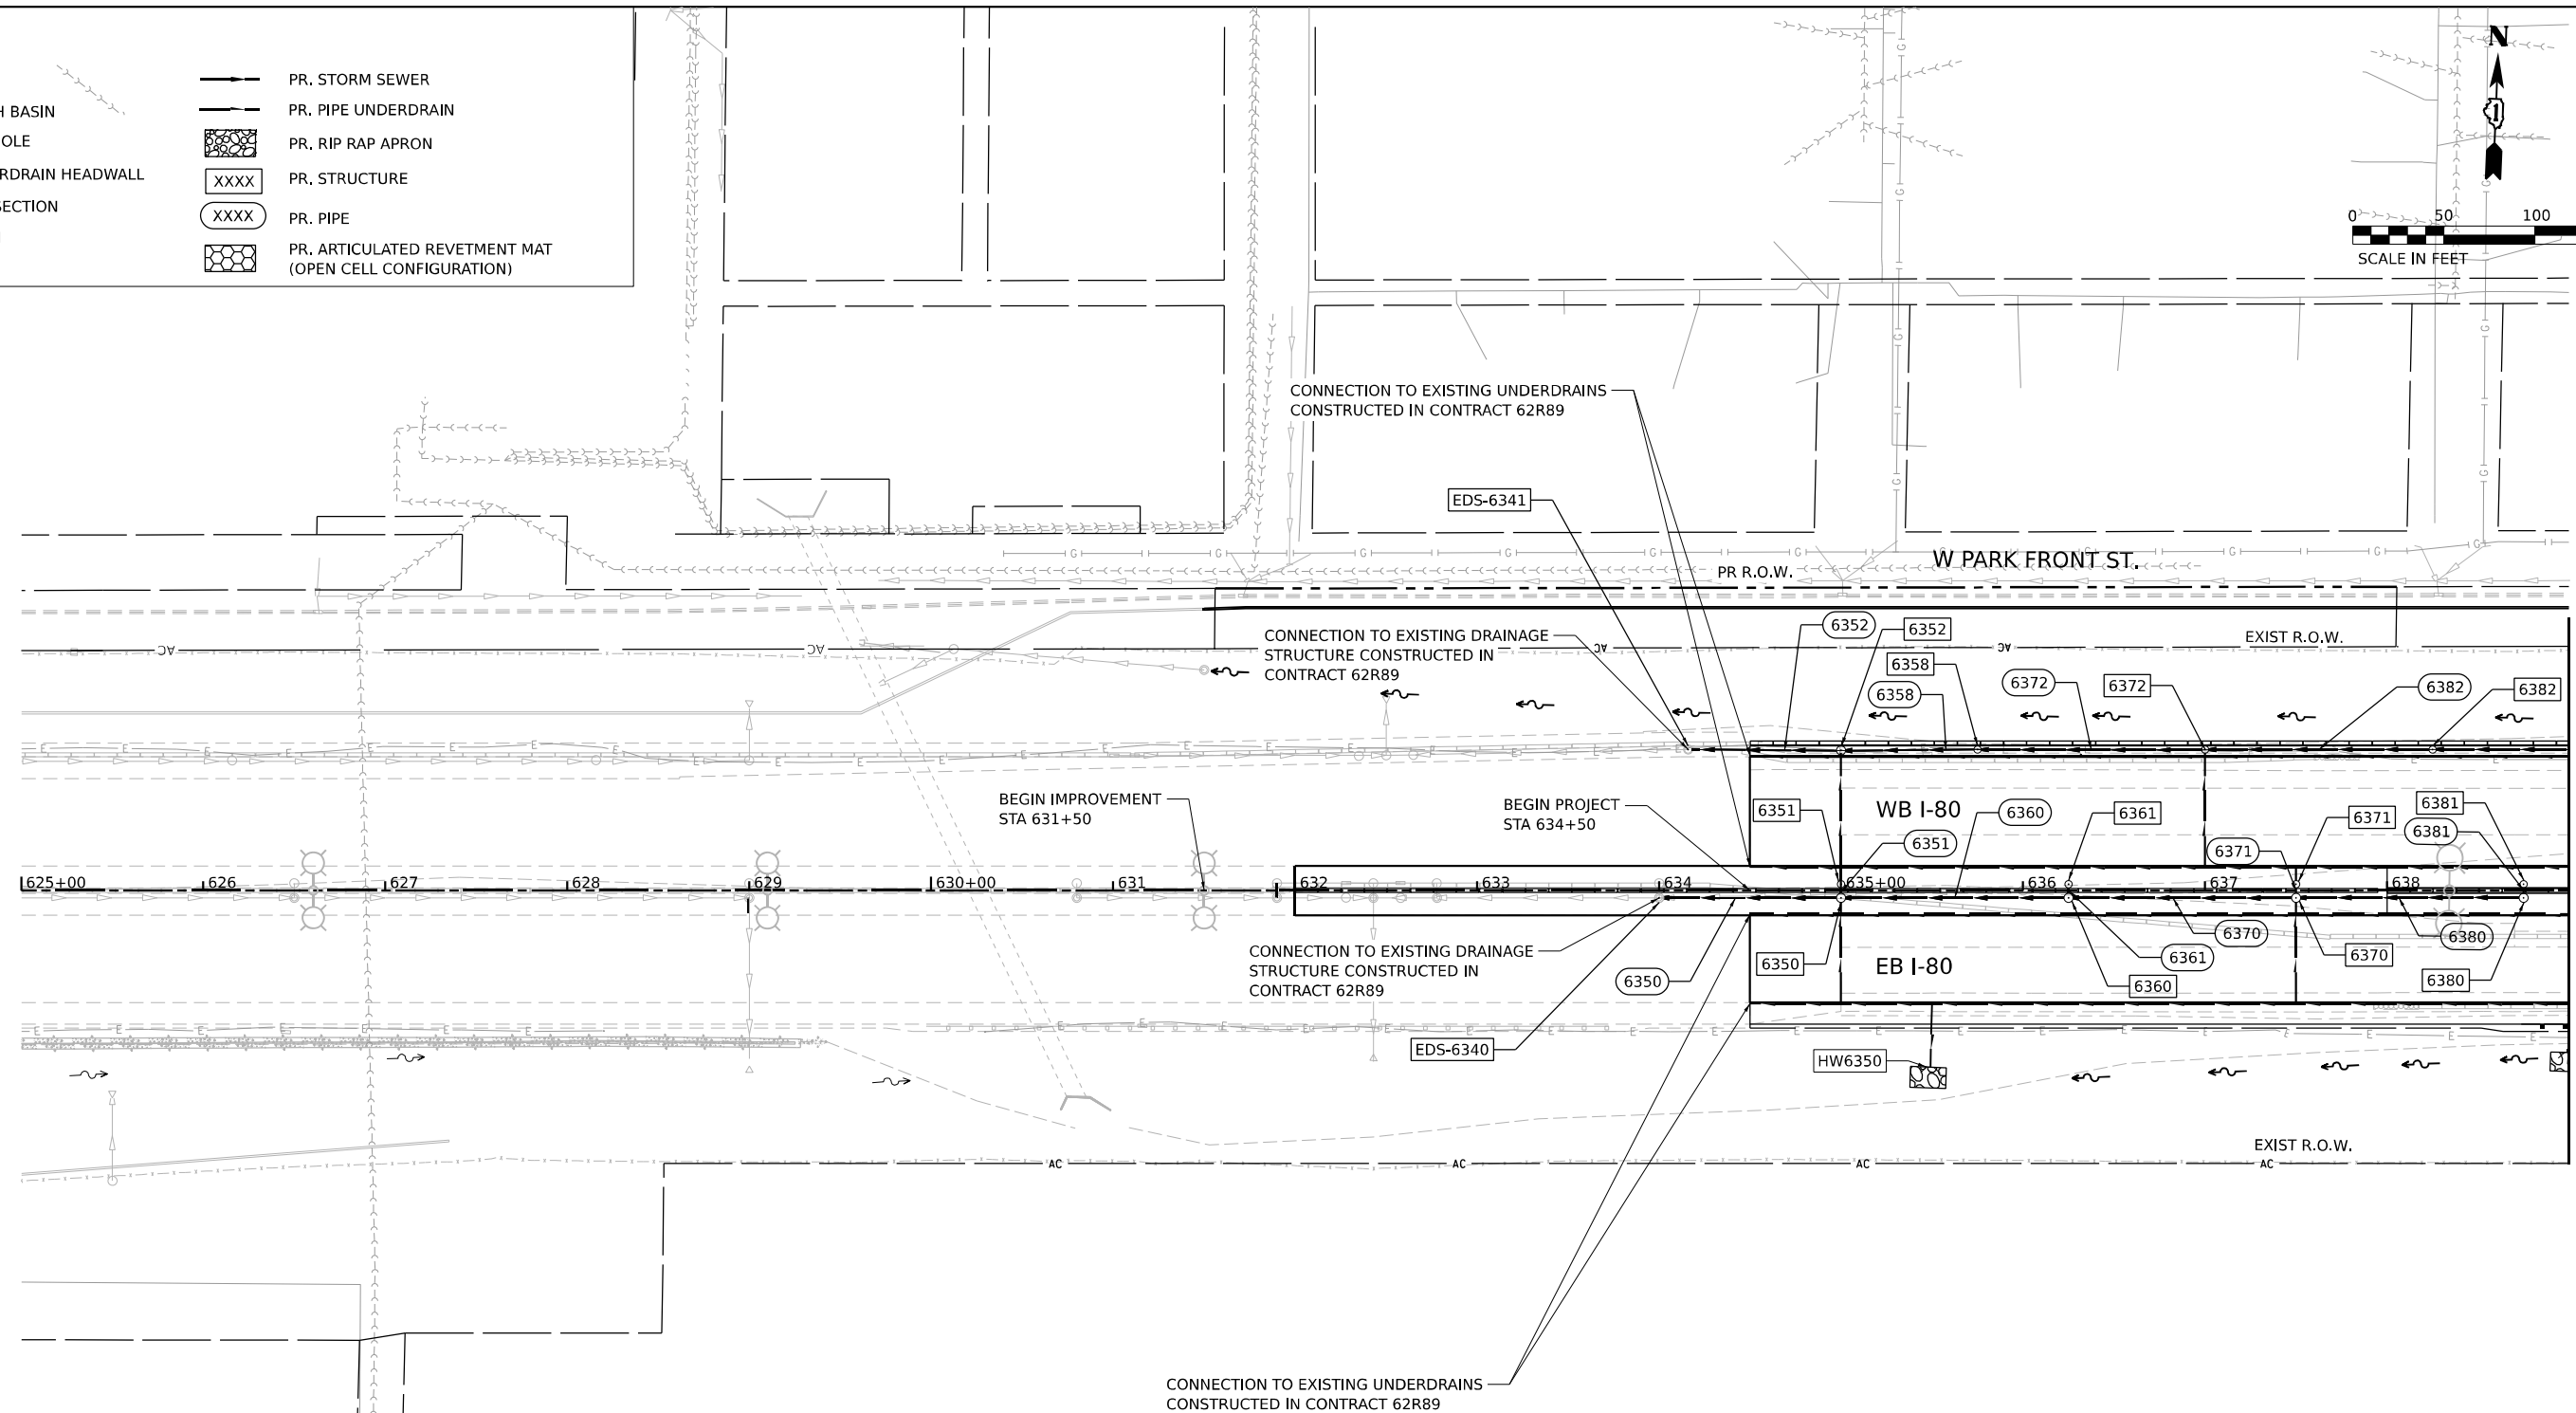 H BASIN
OLE
RDRAIN HEADWALL
SECTION
PR. STORM SEWER
PR. PIPE UNDERDRAIN
PR. RIP RAP APRON
XXXX PR. STRUCTURE
XXXX PR. PIPE
PR. ARTICULATED REVETMENT MAT
(OPEN CELL CONFIGURATION)
N
1
0 50 100
SCALE IN FEET
CONNECTION TO EXISTING UNDERDRAINS
CONSTRUCTED IN CONTRACT 62R89
EDS-6341
W PARK FRONT ST.
PR R.O.W.
CONNECTION TO EXISTING DRAINAGE
STRUCTURE CONSTRUCTED IN
CONTRACT 62R89
6352
6352
EXIST R.O.W.
6358
6358
6372
6372
6382
6382
BEGIN IMPROVEMENT
STA 631+50
BEGIN PROJECT
STA 634+50
6351
WB I-80
6360
6361
6371
6381
6381
6351
6371
625+00 626 627 628 629 630+00 631 632 633 634 635+00 636 637 638
CONNECTION TO EXISTING DRAINAGE
STRUCTURE CONSTRUCTED IN
CONTRACT 62R89
6350
6350
EB I-80
6370
6361
6360
6370
6380
6380
EDS-6340
HW6350
EXIST R.O.W.
AC AC AC AC
CONNECTION TO EXISTING UNDERDRAINS
CONSTRUCTED IN CONTRACT 62R89